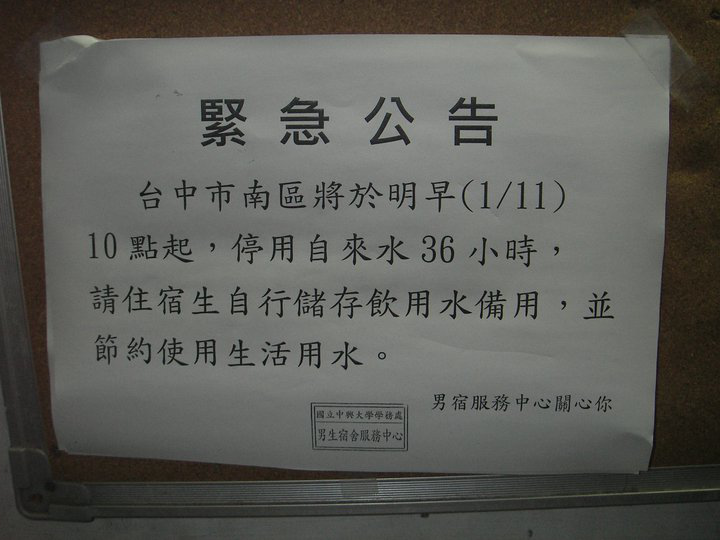 緊急公告
台中市南區將於明早(1/11)
10點起，停用自來水36小時，
請住宿生自行儲存飲用水備用，並
節約使用生活用水。
男宿服務中心關心你
國立中興大學學務處
男生宿舍服務中心